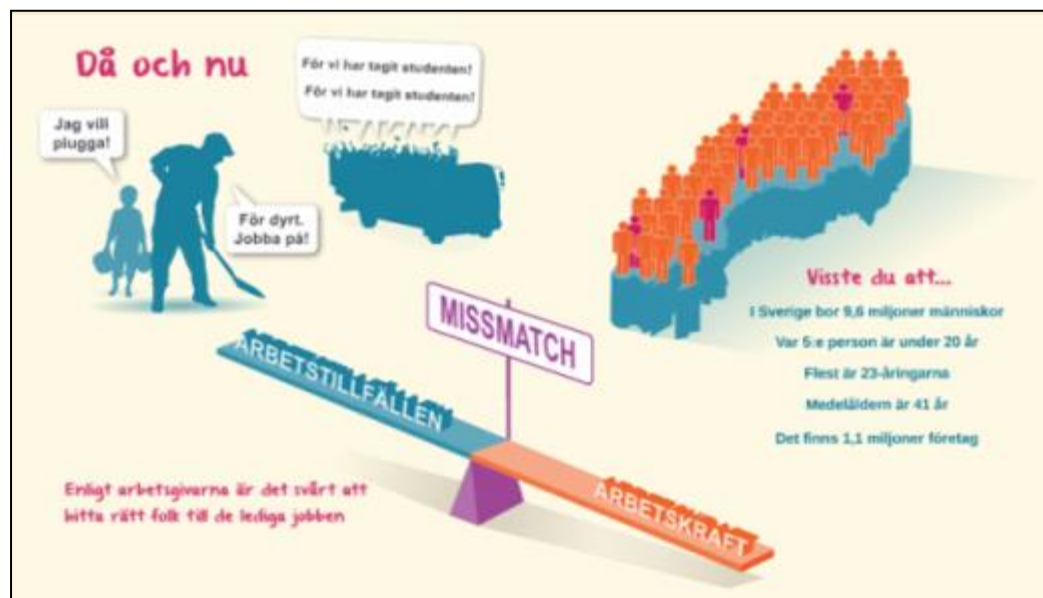 Då och nu
För vi har tagit studenten!
För vi har tagit studenten!
Jag vill
plugga!
För dyrt.
Jobba på!
MISSMATCH
ARBETSTILLFÄLLEN
ARBETSKRAFT
Enligt arbetsgivarna är det svårt att
hitta rätt folk till de lediga jobben
Visste du att...
I Sverige bor 9,6 miljoner människor
Var 5:e person är under 20 år
Flest är 23-åringarna
Medelåldern är 41 år
Det finns 1,1 miljoner företag